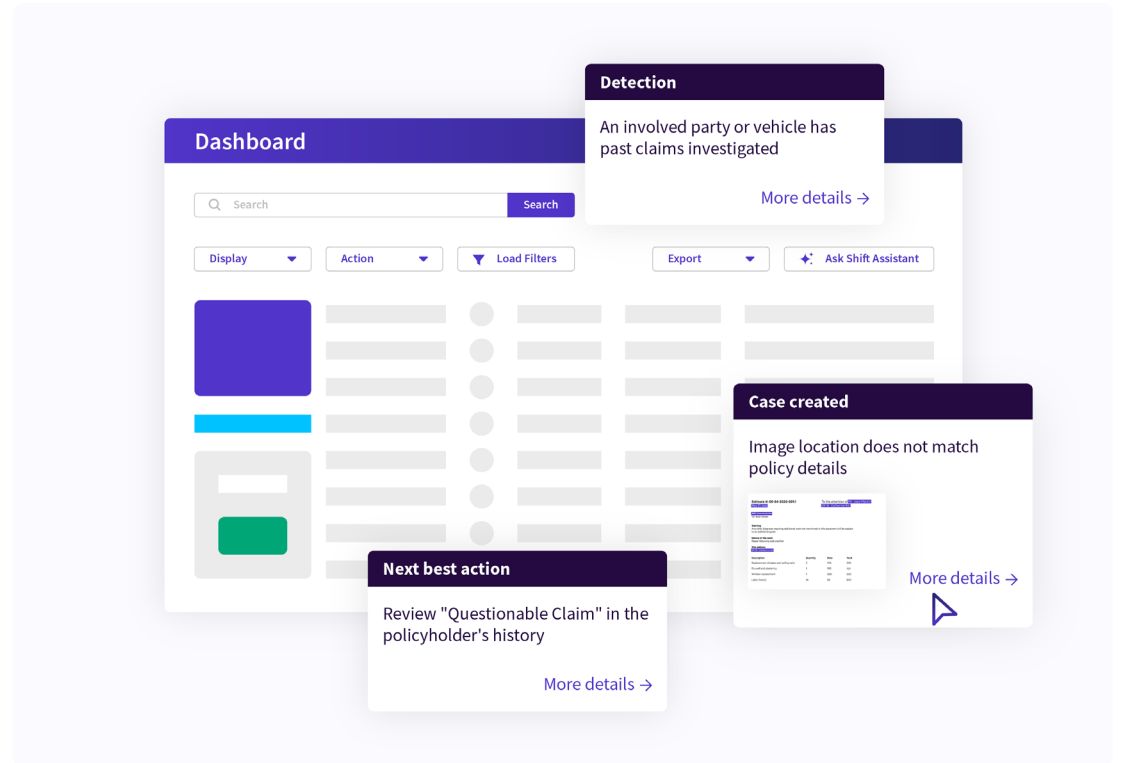 Detection
An involved party or vehicle has
past claims investigated
More details →
Dashboard
Search
Search
Display
Action
Load Filters
Export
Ask Shift Assistant
Case created
Image location does not match
policy details
More details →
Next best action
Review "Questionable Claim" in the
policyholder's history
More details →